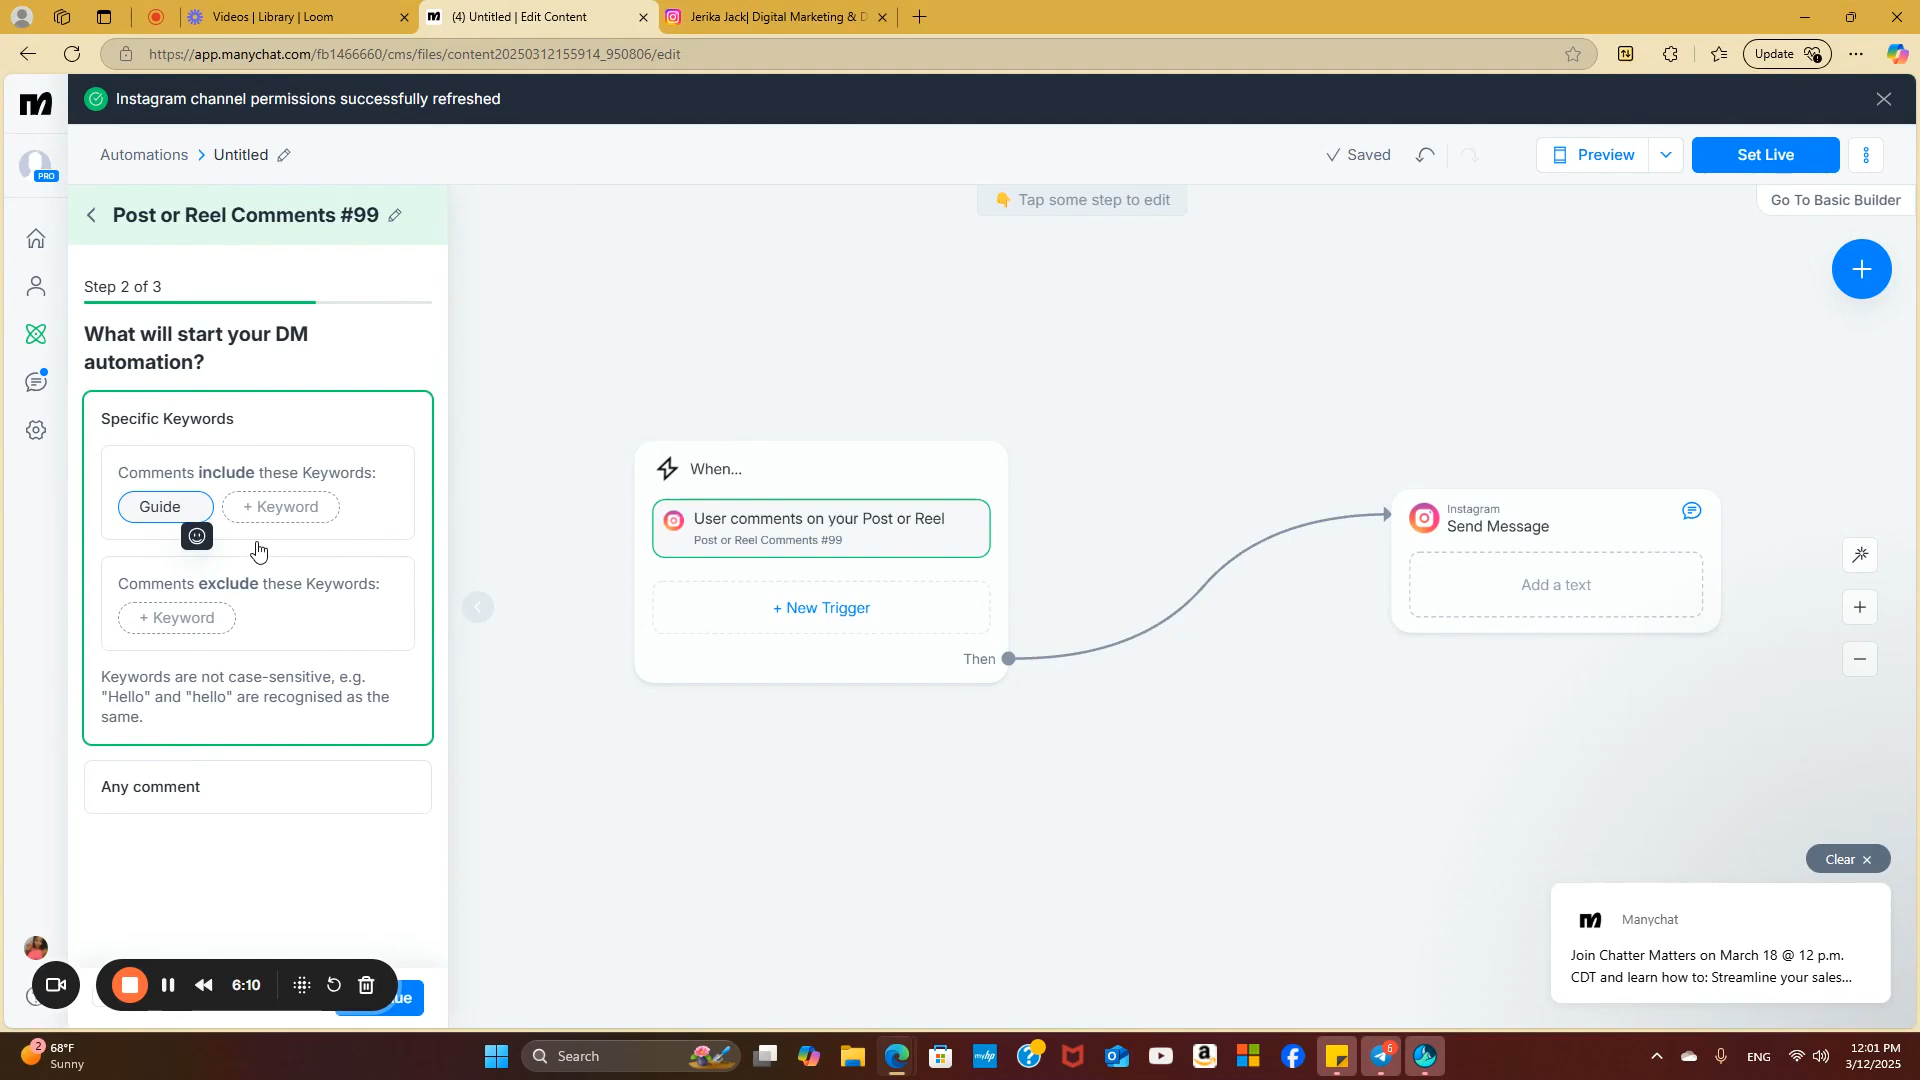 Videos | Library | Loom
(4) Untitled | Edit Content
Jerika Jack| Digital Marketing & D
https://app.manychat.com/fb1466660/cms/files/content20250312155914_950806/edit
Update
Instagram channel permissions successfully refreshed
Automations > Untitled
Saved
Preview
Set Live
PRO
Post or Reel Comments #99
👇 Tap some step to edit
Go To Basic Builder
Step 2 of 3
What will start your DM
automation?
Specific Keywords
Comments include these Keywords:
Guide
+ Keyword
Comments exclude these Keywords:
+ Keyword
Keywords are not case-sensitive, e.g.
"Hello" and "hello" are recognised as the
same.
Any comment
When...
User comments on your Post or Reel
Post or Reel Comments #99
+ New Trigger
Then
Instagram
Send Message
Add a text
Clear ×
Manychat
Join Chatter Matters on March 18 @ 12 p.m.
CDT and learn how to: Streamline your sales...
6:10
ue
2
68°F
Sunny
Search
myhp
6
ENG
12:01 PM
3/12/2025